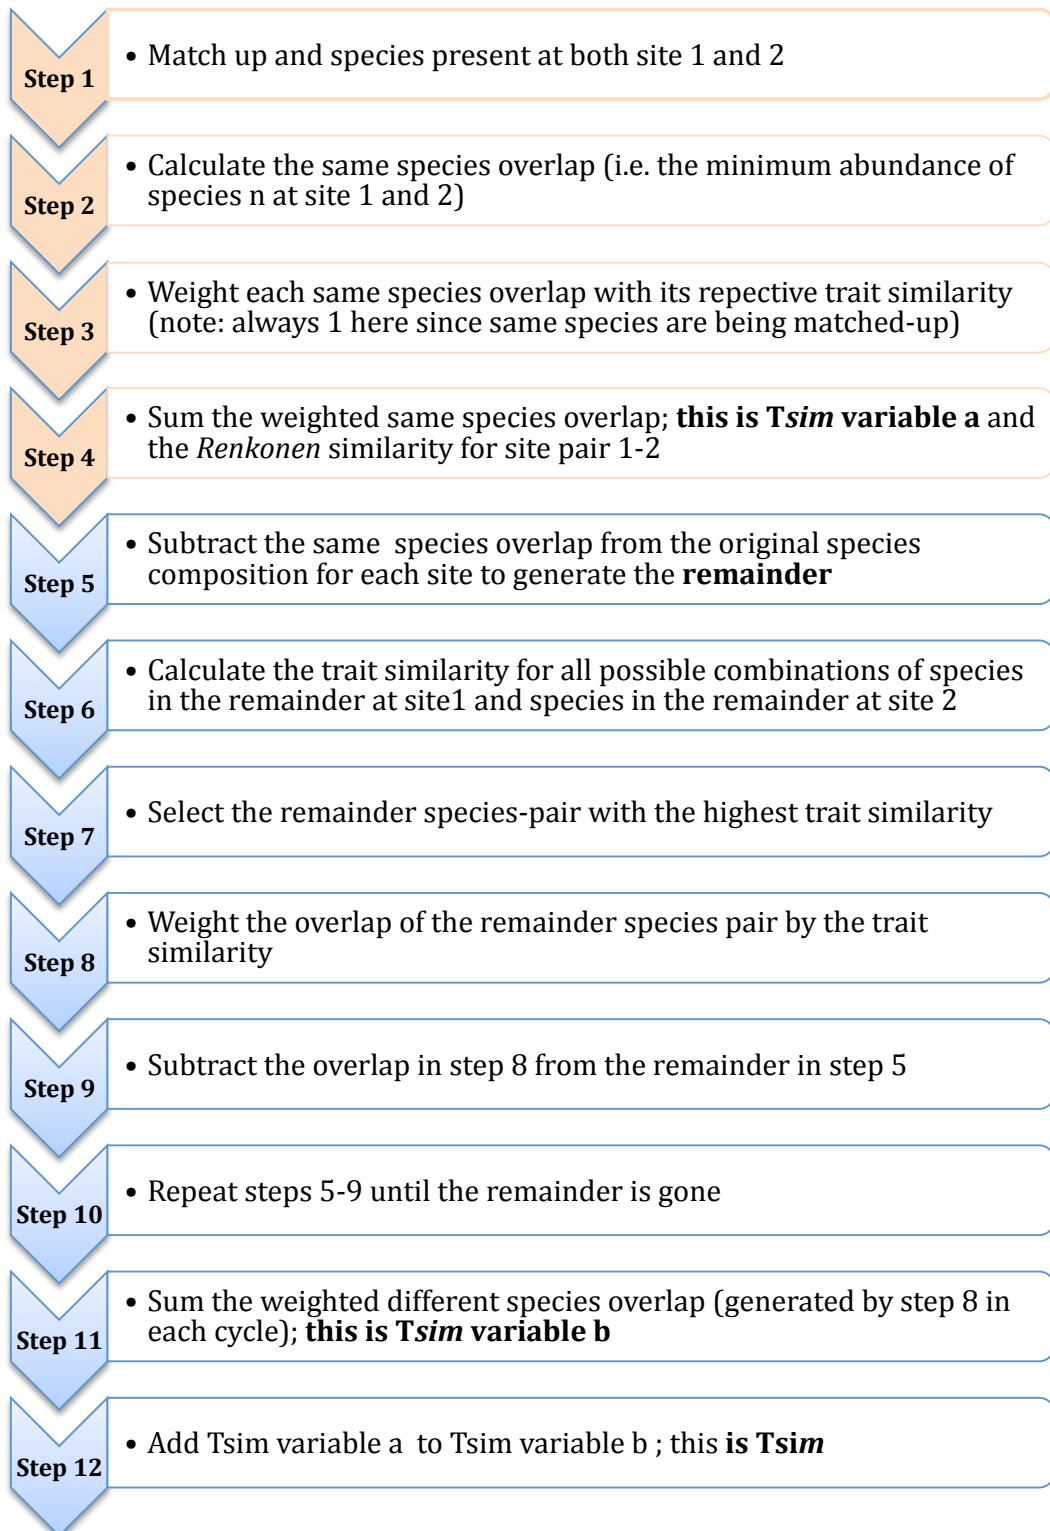 Step 1
• Match up and species present at both site 1 and 2
Step 2
• Calculate the same species overlap (i.e. the minimum abundance of
species n at site 1 and 2)
Step 3
• Weight each same species overlap with its repective trait similarity
(note: always 1 here since same species are being matched-up)
Step 4
• Sum the weighted same species overlap; this is Tsim variable a and
the Renkonen similarity for site pair 1-2
Step 5
• Subtract the same species overlap from the original species
composition for each site to generate the remainder
Step 6
• Calculate the trait similarity for all possible combinations of species
in the remainder at site1 and species in the remainder at site 2
Step 7
• Select the remainder species-pair with the highest trait similarity
Step 8
• Weight the overlap of the remainder species pair by the trait
similarity
Step 9
• Subtract the overlap in step 8 from the remainder in step 5
Step 10
• Repeat steps 5-9 until the remainder is gone
Step 11
• Sum the weighted different species overlap (generated by step 8 in
each cycle); this is Tsim variable b
Step 12
• Add Tsim variable a to Tsim variable b ; this is Tsim